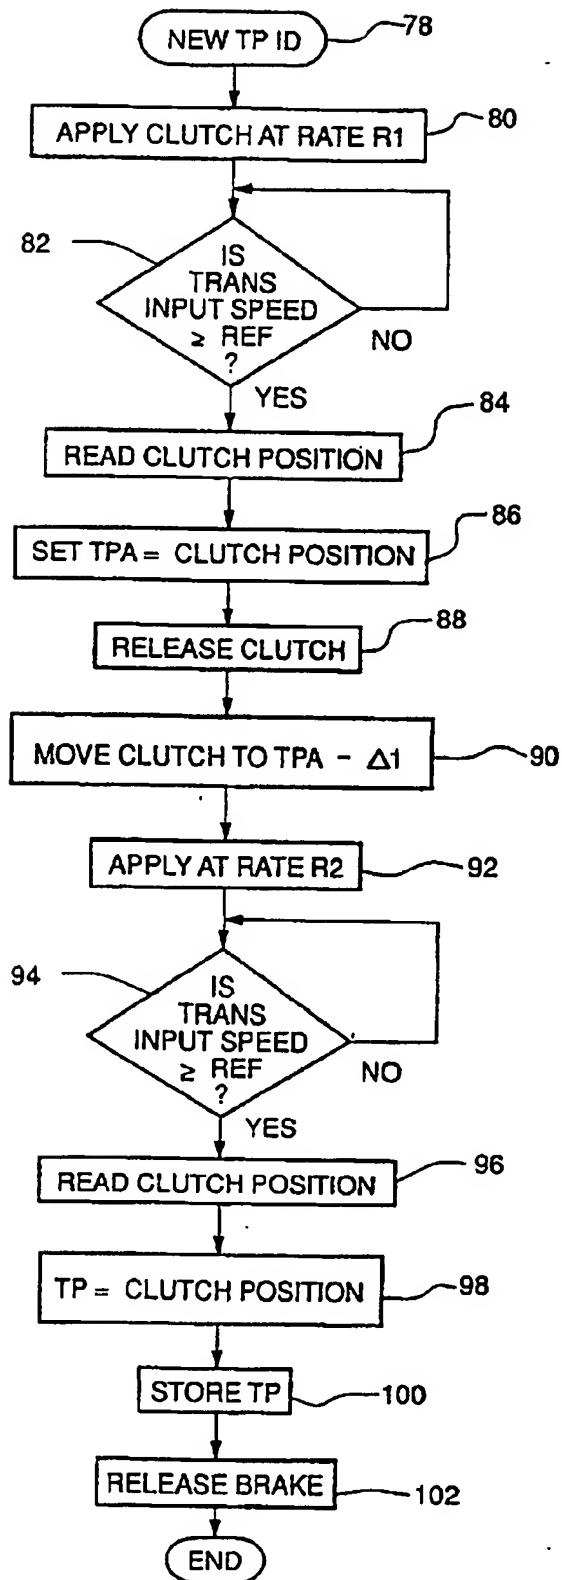 NEW TP ID
78
APPLY CLUTCH AT RATE R1
80
82
IS
TRANS
INPUT SPEED
≥ REF
?
NO
YES
84
READ CLUTCH POSITION
86
SET TPA = CLUTCH POSITION
88
RELEASE CLUTCH
MOVE CLUTCH TO TPA - Δ1
90
APPLY AT RATE R2
92
94
IS
TRANS
INPUT SPEED
≥ REF
?
NO
YES
READ CLUTCH POSITION
96
TP = CLUTCH POSITION
98
STORE TP
100
RELEASE BRAKE
102
END